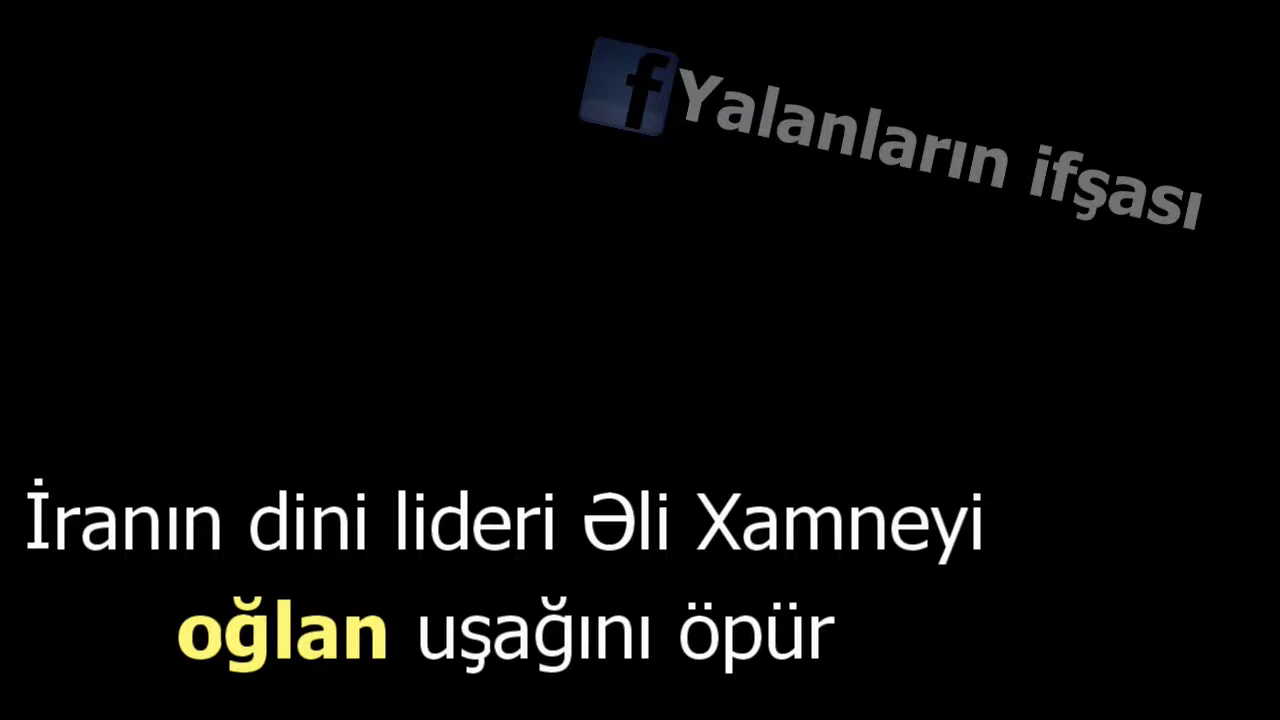 Yalanların ifşası
İranın dini lideri Əli Xamneyi
oğlan uşağını öpür